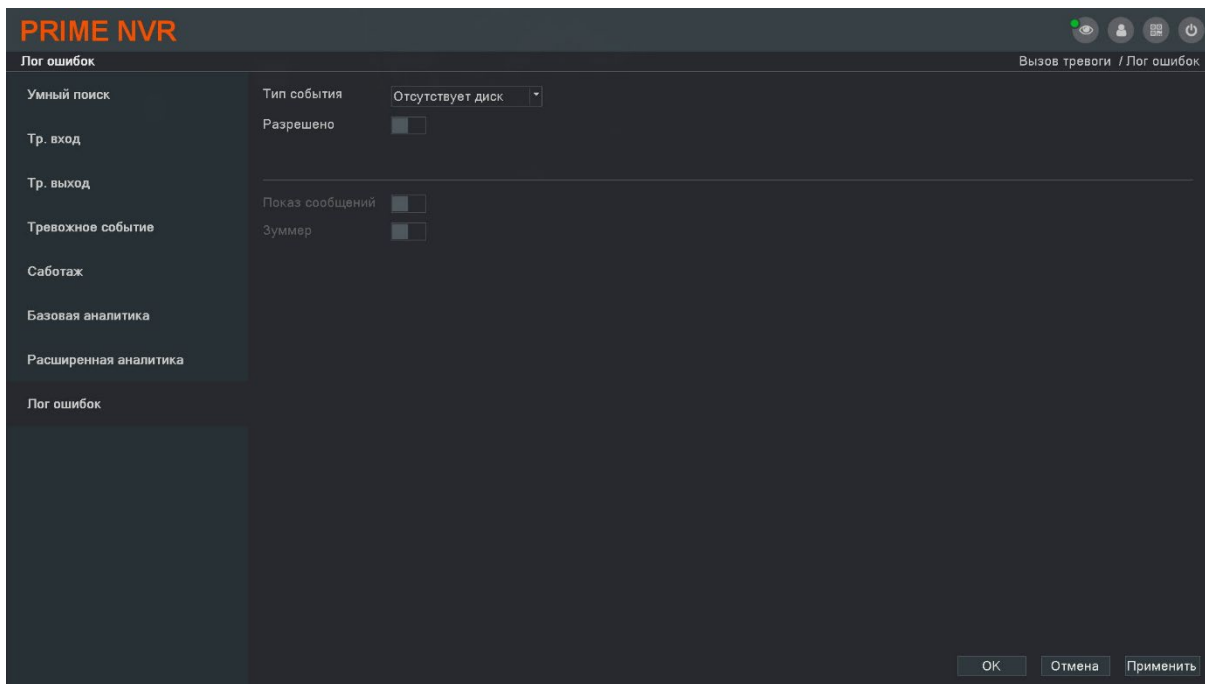 PRIME NVR
Лог ошибок
Вызов тревоги / Лог ошибок
Умный поиск
Тр. вход
Тр. выход
Тревожное событие
Саботаж
Базовая аналитика
Расширенная аналитика
Лог ошибок
Тип события Отсутствует диск
Разрешено
Показ сообщений
Зуммер
OK Отмена Применить